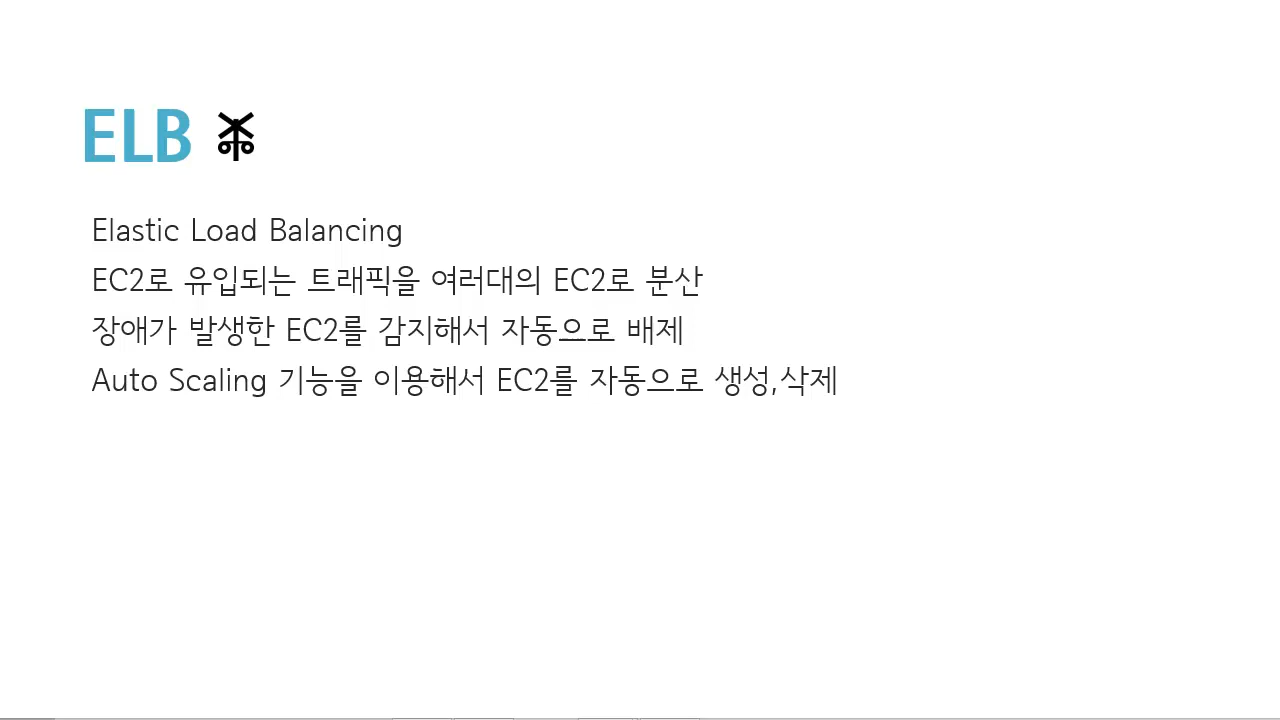 ELB
Elastic Load Balancing
EC2로 유입되는 트래픽을 여러대의 EC2로 분산
장애가 발생한 EC2를 감지해서 자동으로 배제
Auto Scaling 기능을 이용해서 EC2를 자동으로 생성,삭제